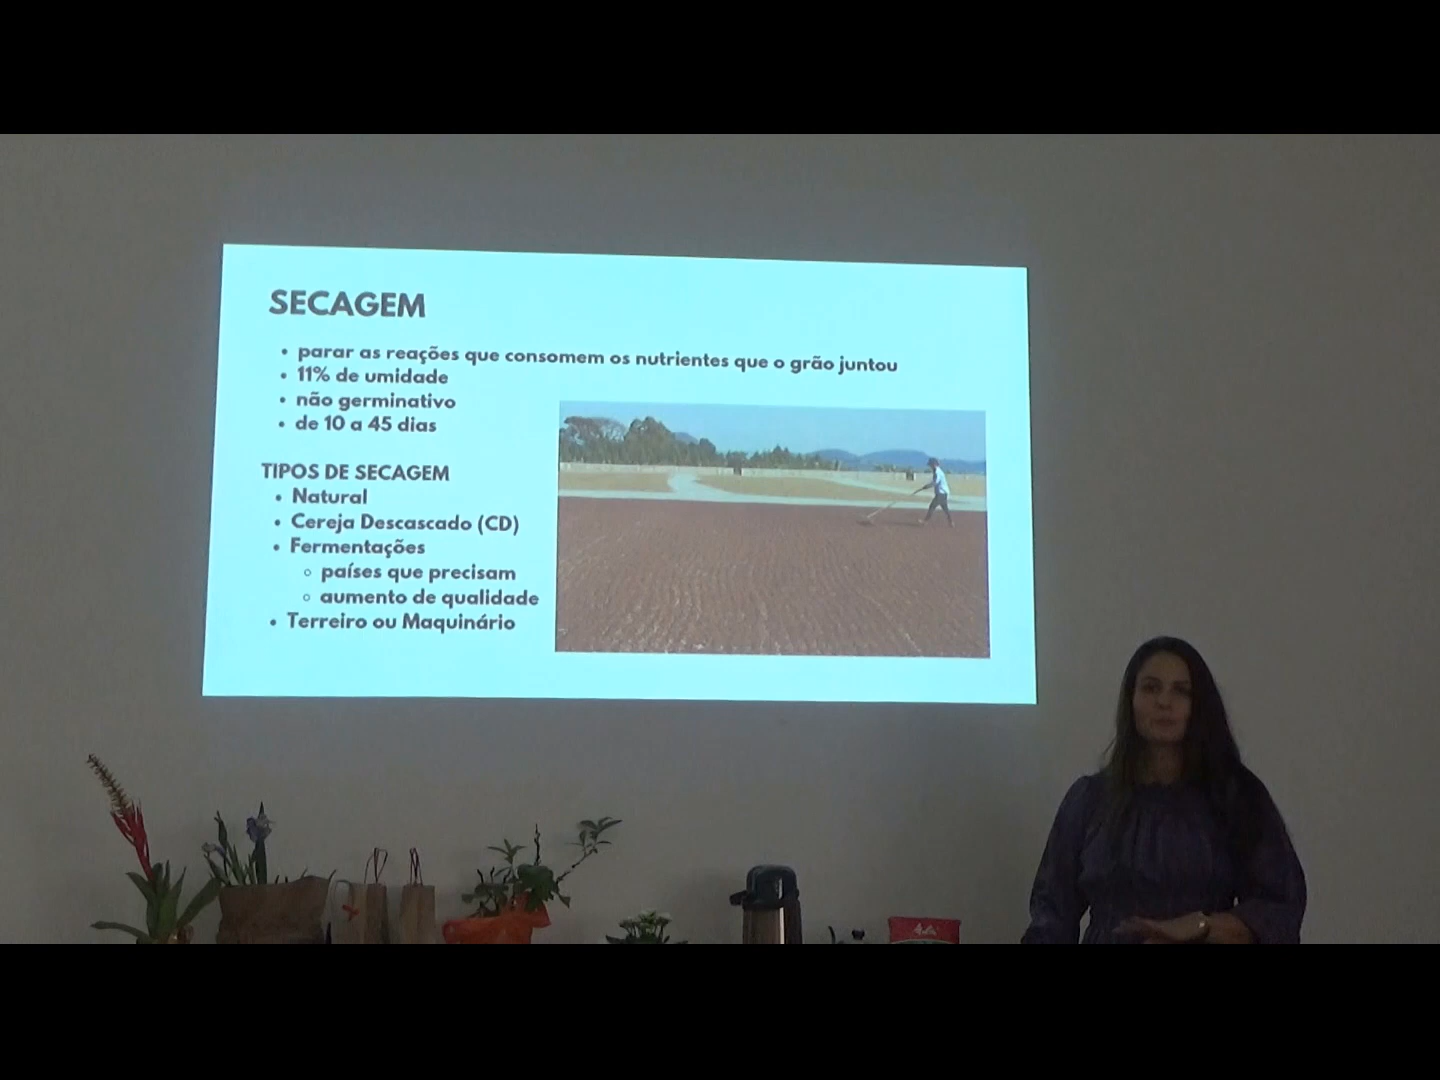 SECAGEM
parar as reações que consomem os nutrientes que o grão juntou
11% de umidade
não germinativo
de 10 a 45 dias
TIPOS DE SECAGEM
Natural
Cereja Descascado (CD)
Fermentações
países que precisam
aumento de qualidade
Terreiro ou Maquinário
Melitta